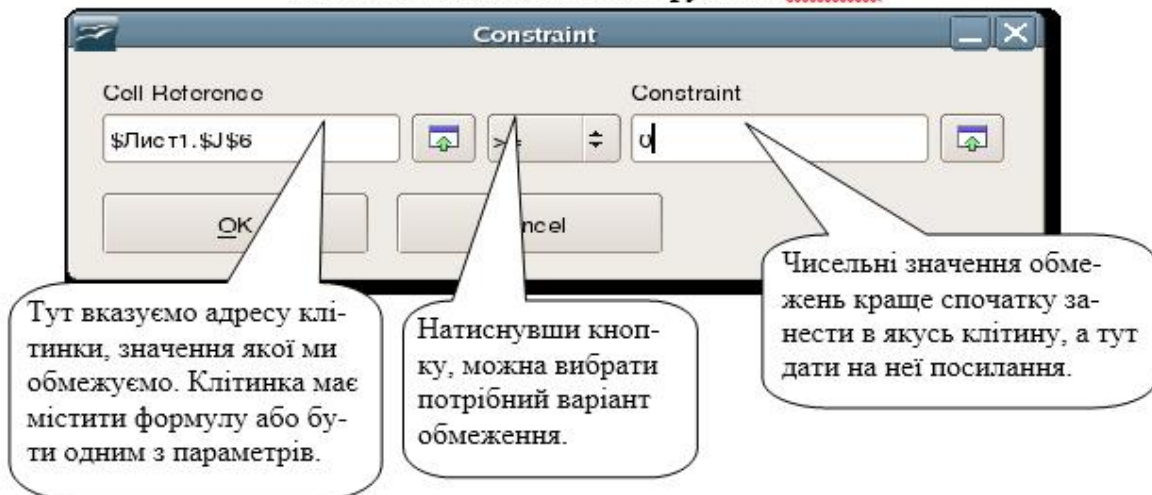 Constraint
Cell Reference
Constraint
$Лист1.$J$6
0
OK
Тут вказуємо адресу клі-
тинки, значення якої ми
обмежуємо. Клітинка має
містити формулу або бу-
ти одним з параметрів.
Натиснувши кноп-
ку, можна вибрати
потрібний варіант
обмеження.
Чисельні значення обме-
жень краще спочатку за-
нести в якусь клітину, а тут
дати на неї посилання.